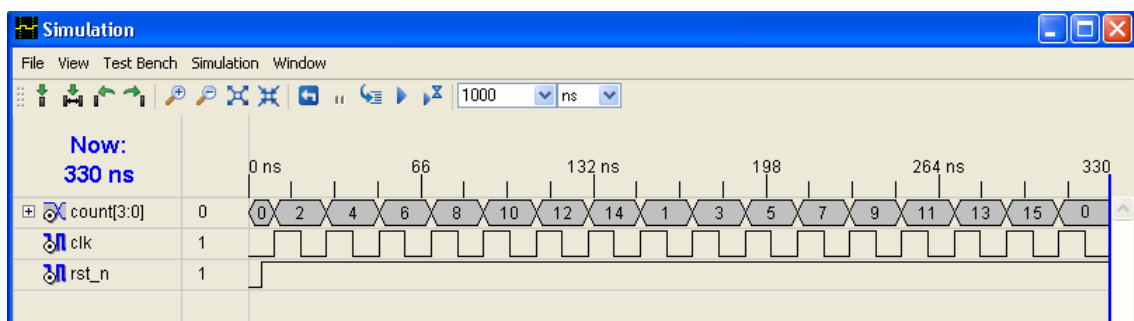 Simulation
File View Test Bench Simulation Window
1000 ns
Now:
330 ns
0 ns 66 132 ns 198 264 ns 330
count[3:0] 0 0 2 4 6 8 10 12 14 1 3 5 7 9 11 13 15 0
clk 1
rst_n 1